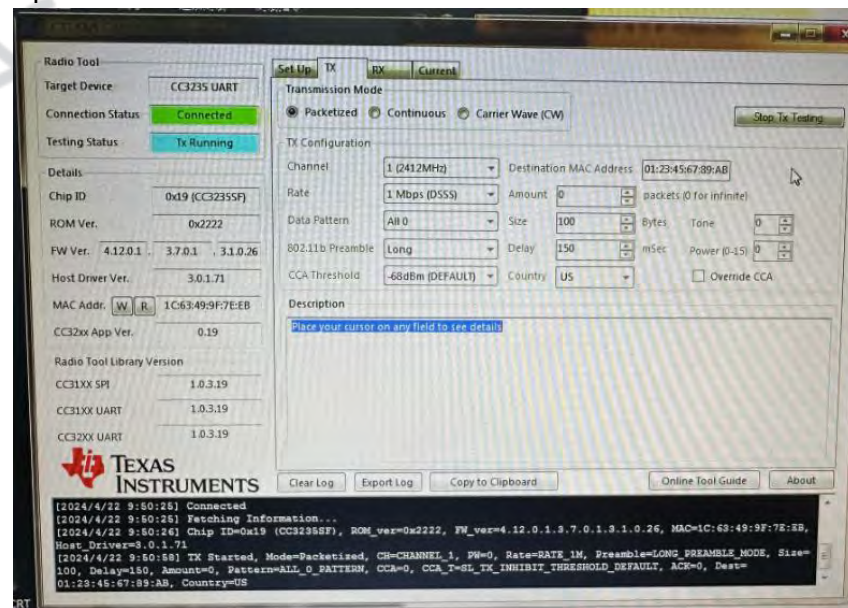 Radio Tool
Target Device CC3235 UART
Connection Status Connected
Testing Status Tx Running
Details
Chip ID 0x19 (CC3235SF)
ROM Ver. 0x2222
FW Ver. 4.12.0.1 . 3.7.0.1 . 3.1.0.26
Host Driver Ver. 3.0.1.71
MAC Addr. W R 1C:63:49:9F:7E:EB
CC32xx App Ver. 0.19
Radio Tool Library Version
CC31XX SPI 1.0.3.19
CC31XX UART 1.0.3.19
CC32XX UART 1.0.3.19
TEXAS
INSTRUMENTS
Set Up TX RX Current
Transmission Mode
Packetized Continuous Carrier Wave (CW)
Stop Tx Testing
TX Configuration
Channel 1 (2412MHz) Destination MAC Address 01:23:45:67:89:AB
Rate 1 Mbps (DSSS) Amount 0 packets (0 for infinite)
Data Pattern All 0 Size 100 Bytes Tone 0
802.11b Preamble Long Delay 150 mSec Power (0-15) 0
CCA Threshold -68dBm (DEFAULT) Country US Override CCA
Description
Place your cursor on any field to see details
Clear Log Export Log Copy to Clipboard Online Tool Guide About
[2024/4/22 9:50:25] Connected
[2024/4/22 9:50:25] Fetching Information...
[2024/4/22 9:50:26] Chip ID=0x19 (CC3235SF), ROM_ver=0x2222, FW_ver=4.12.0.1.3.7.0.1.3.1.0.26, MAC=1C:63:49:9F:7E:EB,
Host_Driver=3.0.1.71
[2024/4/22 9:50:58] TX Started, Mode=Packetized, CH=CHANNEL_1, PW=0, Rate=RATE_1M, Preamble=LONG_PREAMBLE_MODE, Size=
100, Delay=150, Amount=0, Pattern=ALL_0_PATTERN, CCA=0, CCA_T=SL_TX_INHIBIT_THRESHOLD_DEFAULT, ACK=0, Dest=
01:23:45:67:89:AB, Country=US